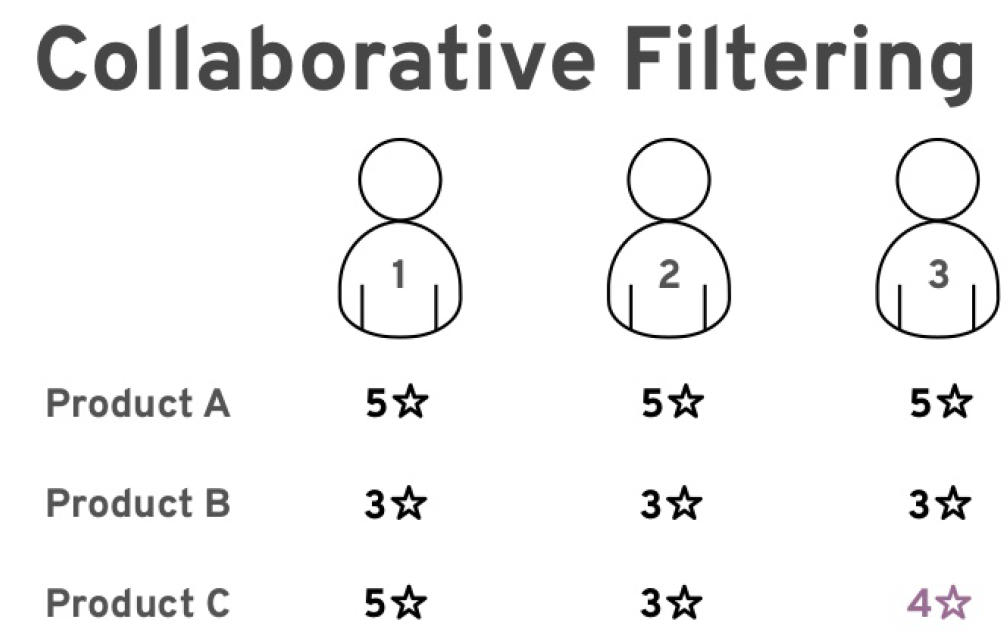 Collaborative Filtering
1 2 3
Product A 5☆ 5☆ 5☆
Product B 3☆ 3☆ 3☆
Product C 5☆ 3☆ 4☆